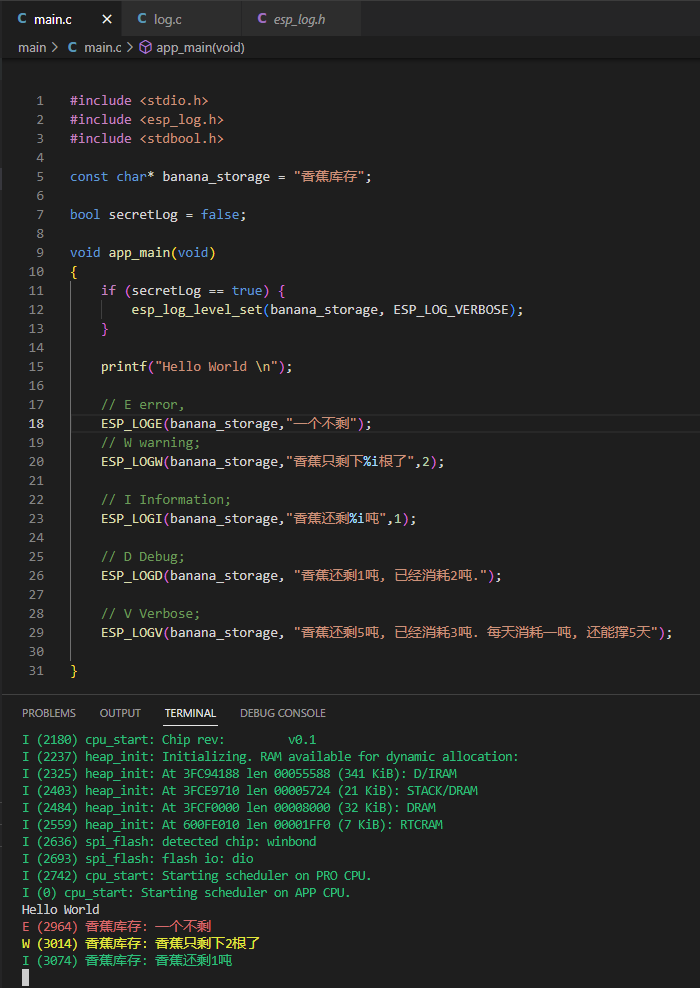 main.c × log.c esp_log.h
main > C main.c > app_main(void)
1 #include <stdio.h>
2 #include <esp_log.h>
3 #include <stdbool.h>
4
5 const char* banana_storage = "香蕉库存";
6
7 bool secretLog = false;
8
9 void app_main(void)
10 {
11 if (secretLog == true) {
12 esp_log_level_set(banana_storage, ESP_LOG_VERBOSE);
13 }
14
15 printf("Hello World \n");
16
17 // E error,
18 ESP_LOGE(banana_storage,"一个不剩");
19 // W warning;
20 ESP_LOGW(banana_storage,"香蕉只剩下%i根了",2);
21
22 // I Information;
23 ESP_LOGI(banana_storage,"香蕉还剩%i吨",1);
24
25 // D Debug;
26 ESP_LOGD(banana_storage, "香蕉还剩1吨, 已经消耗2吨.");
27
28 // V Verbose;
29 ESP_LOGV(banana_storage, "香蕉还剩5吨, 已经消耗3吨. 每天消耗一吨, 还能撑5天");
30
31 }
PROBLEMS OUTPUT TERMINAL DEBUG CONSOLE
I (2180) cpu_start: Chip rev: v0.1
I (2237) heap_init: Initializing. RAM available for dynamic allocation:
I (2325) heap_init: At 3FC94188 len 00055588 (341 KiB): D/IRAM
I (2403) heap_init: At 3FCE9710 len 00005724 (21 KiB): STACK/DRAM
I (2484) heap_init: At 3FCF0000 len 00008000 (32 KiB): DRAM
I (2559) heap_init: At 600FE010 len 00001FF0 (7 KiB): RTCRAM
I (2636) spi_flash: detected chip: winbond
I (2693) spi_flash: flash io: dio
I (2742) cpu_start: Starting scheduler on PRO CPU.
I (0) cpu_start: Starting scheduler on APP CPU.
Hello World
E (2964) 香蕉库存: 一个不剩
W (3014) 香蕉库存: 香蕉只剩下2根了
I (3074) 香蕉库存: 香蕉还剩1吨